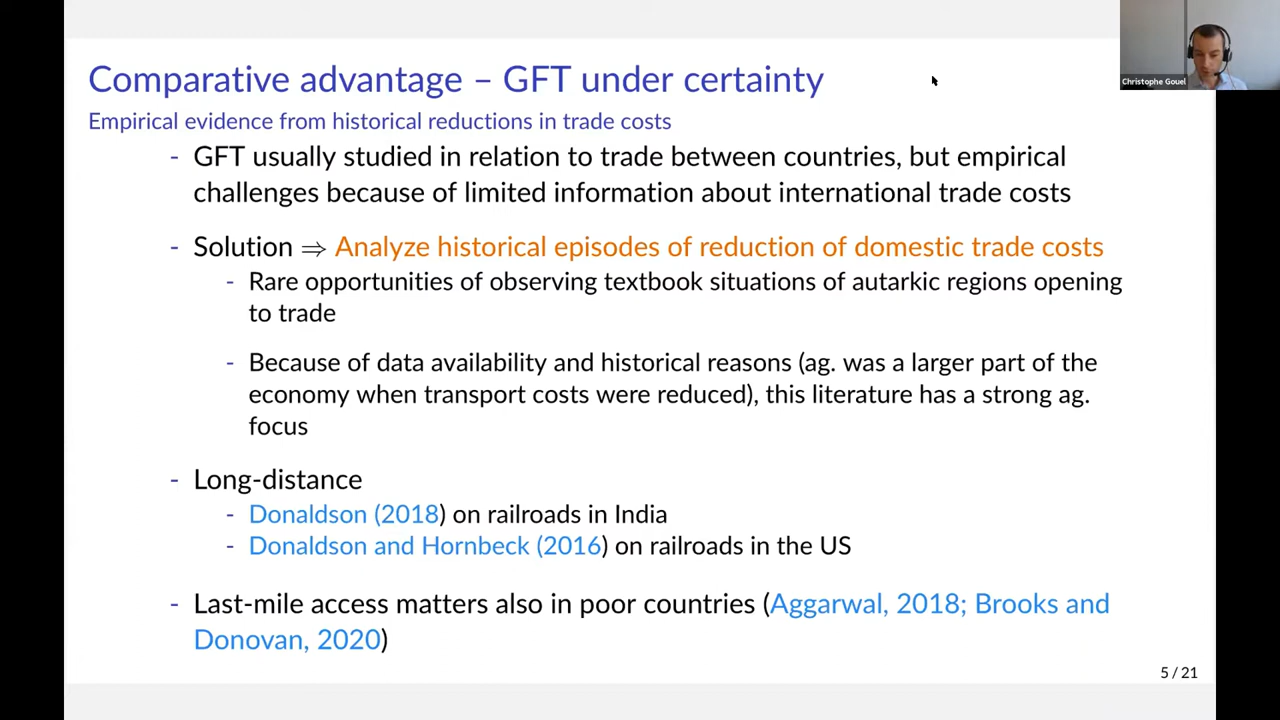 Comparative advantage – GFT under certainty
Christophe Gouel
Empirical evidence from historical reductions in trade costs
- GFT usually studied in relation to trade between countries, but empirical
challenges because of limited information about international trade costs
- Solution ⇒ Analyze historical episodes of reduction of domestic trade costs
- Rare opportunities of observing textbook situations of autarkic regions opening
to trade
- Because of data availability and historical reasons (ag. was a larger part of the
economy when transport costs were reduced), this literature has a strong ag.
focus
- Long-distance
- Donaldson (2018) on railroads in India
- Donaldson and Hornbeck (2016) on railroads in the US
- Last-mile access matters also in poor countries (Aggarwal, 2018; Brooks and
Donovan, 2020)
5 / 21